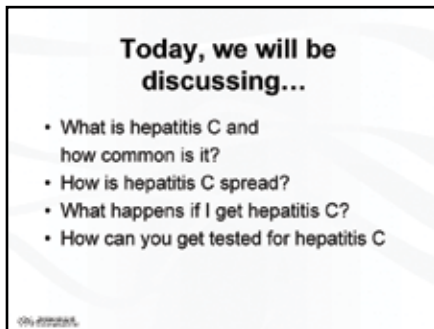 Today, we will be
discussing…
• What is hepatitis C and
how common is it?
• How is hepatitis C spread?
• What happens if I get hepatitis C?
• How can you get tested for hepatitis C